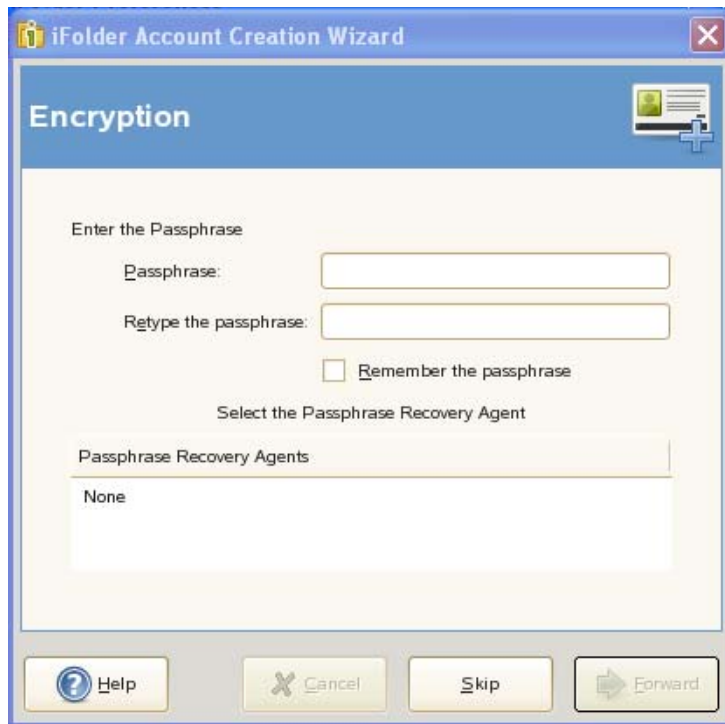 iFolder Account Creation Wizard
Encryption
Enter the Passphrase
Passphrase:
Retype the passphrase:
Remember the passphrase
Select the Passphrase Recovery Agent
Passphrase Recovery Agents
None
Help Cancel Skip Forward